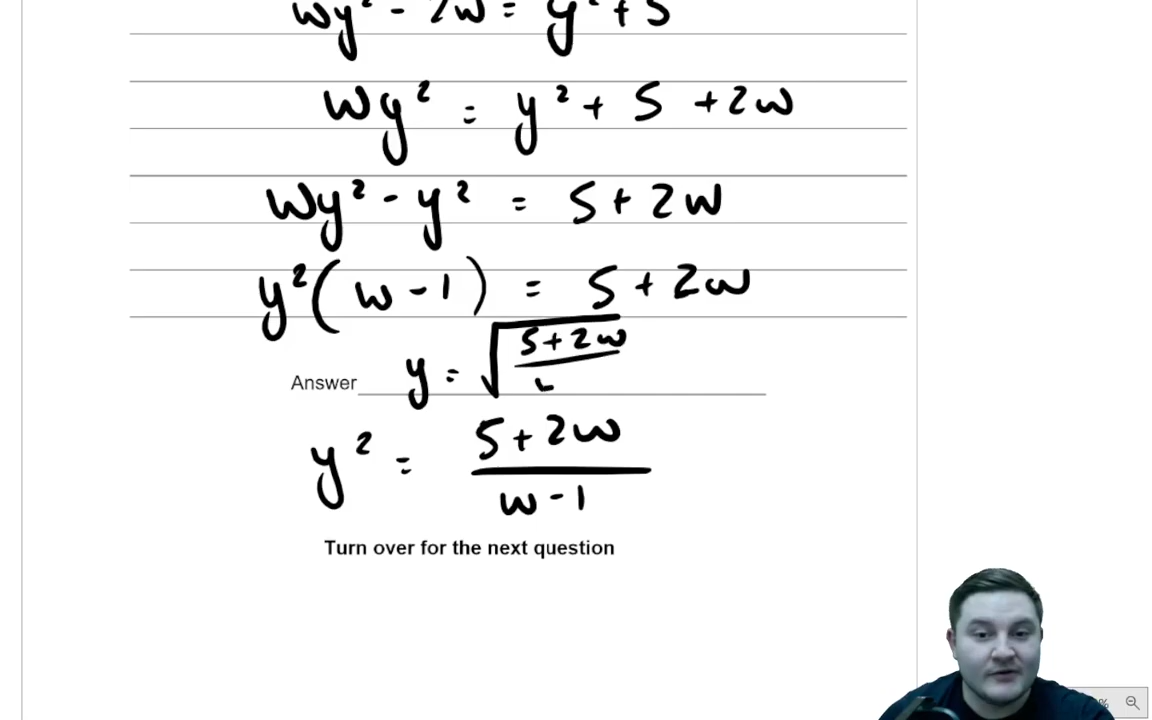 wy² - 2w = y² + 5
wy² = y² + 5 + 2w
wy² - y² = 5 + 2w
y²(w - 1) = 5 + 2w
Answer y = √(5 + 2w)/
y² = (5 + 2w)/(w - 1)
Turn over for the next question
%